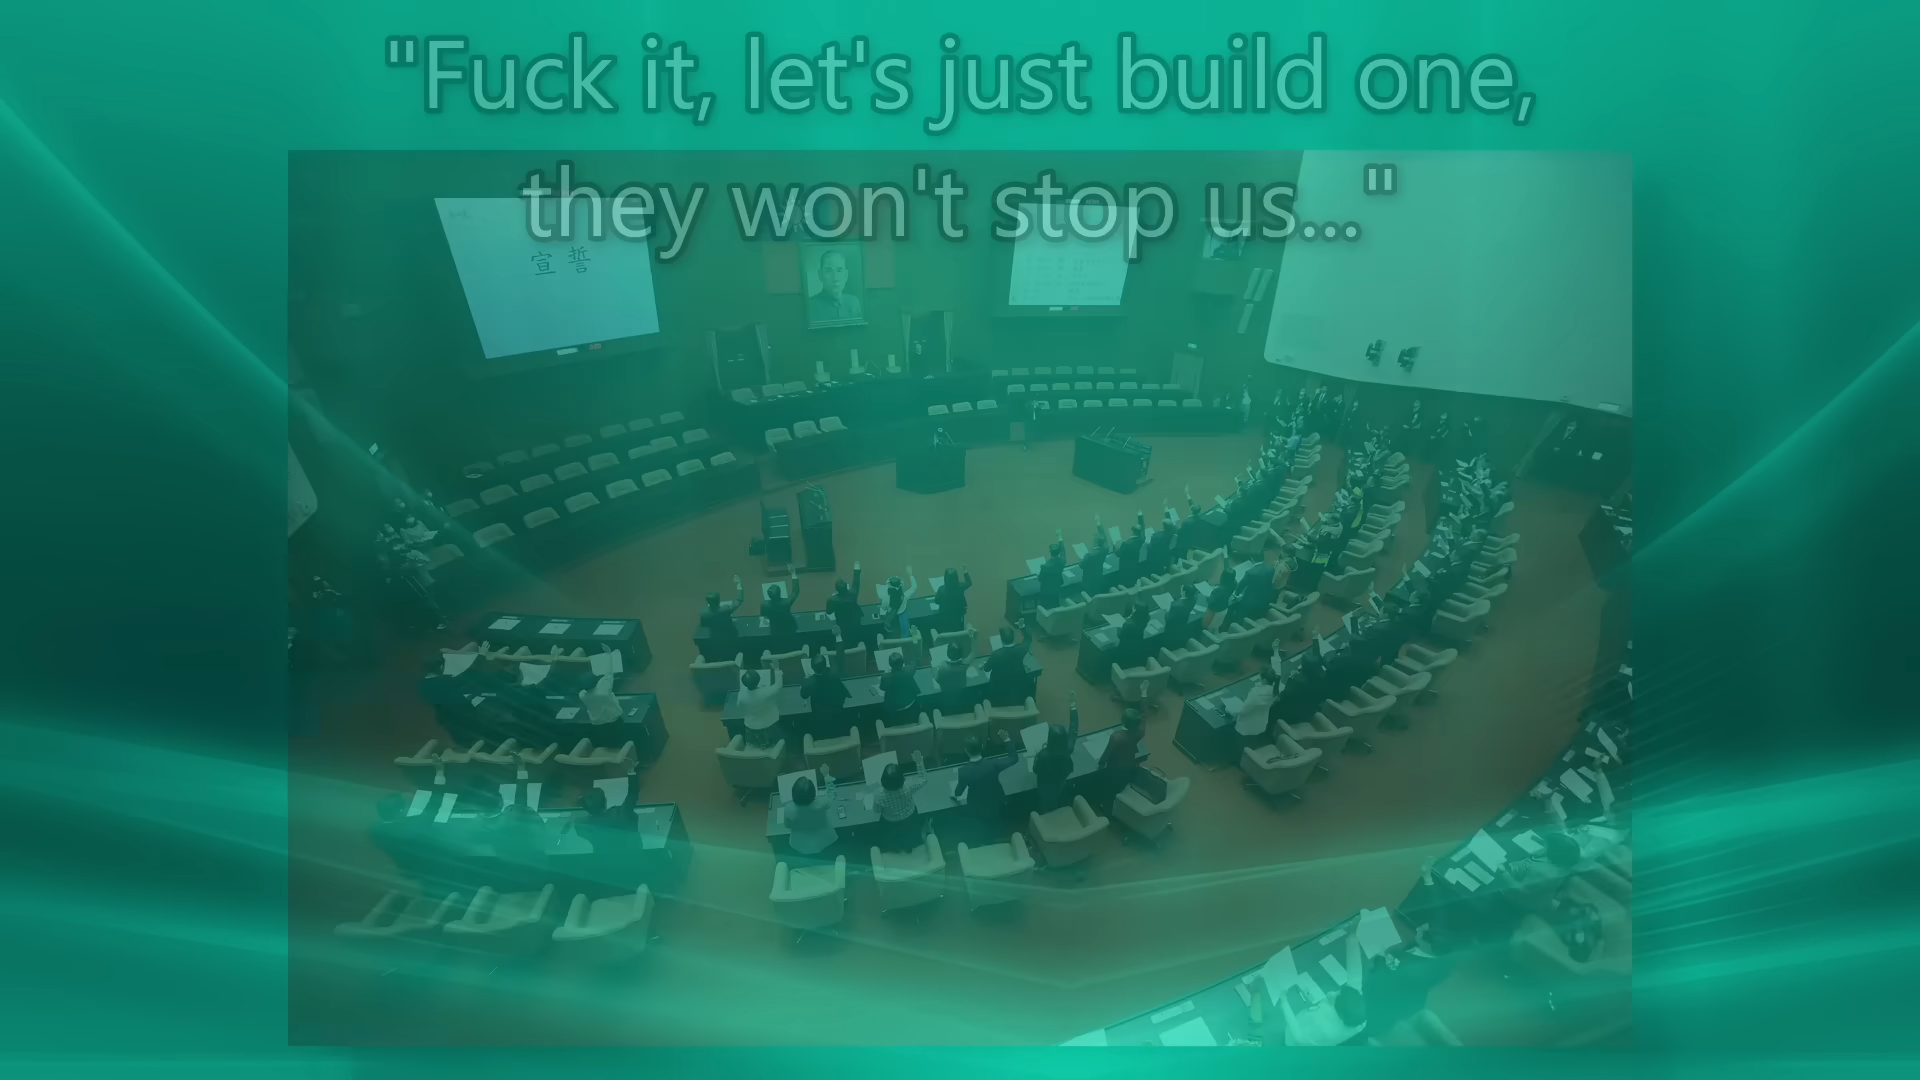 "Fuck it, let's just build one,
they won't stop us..."
宣誓